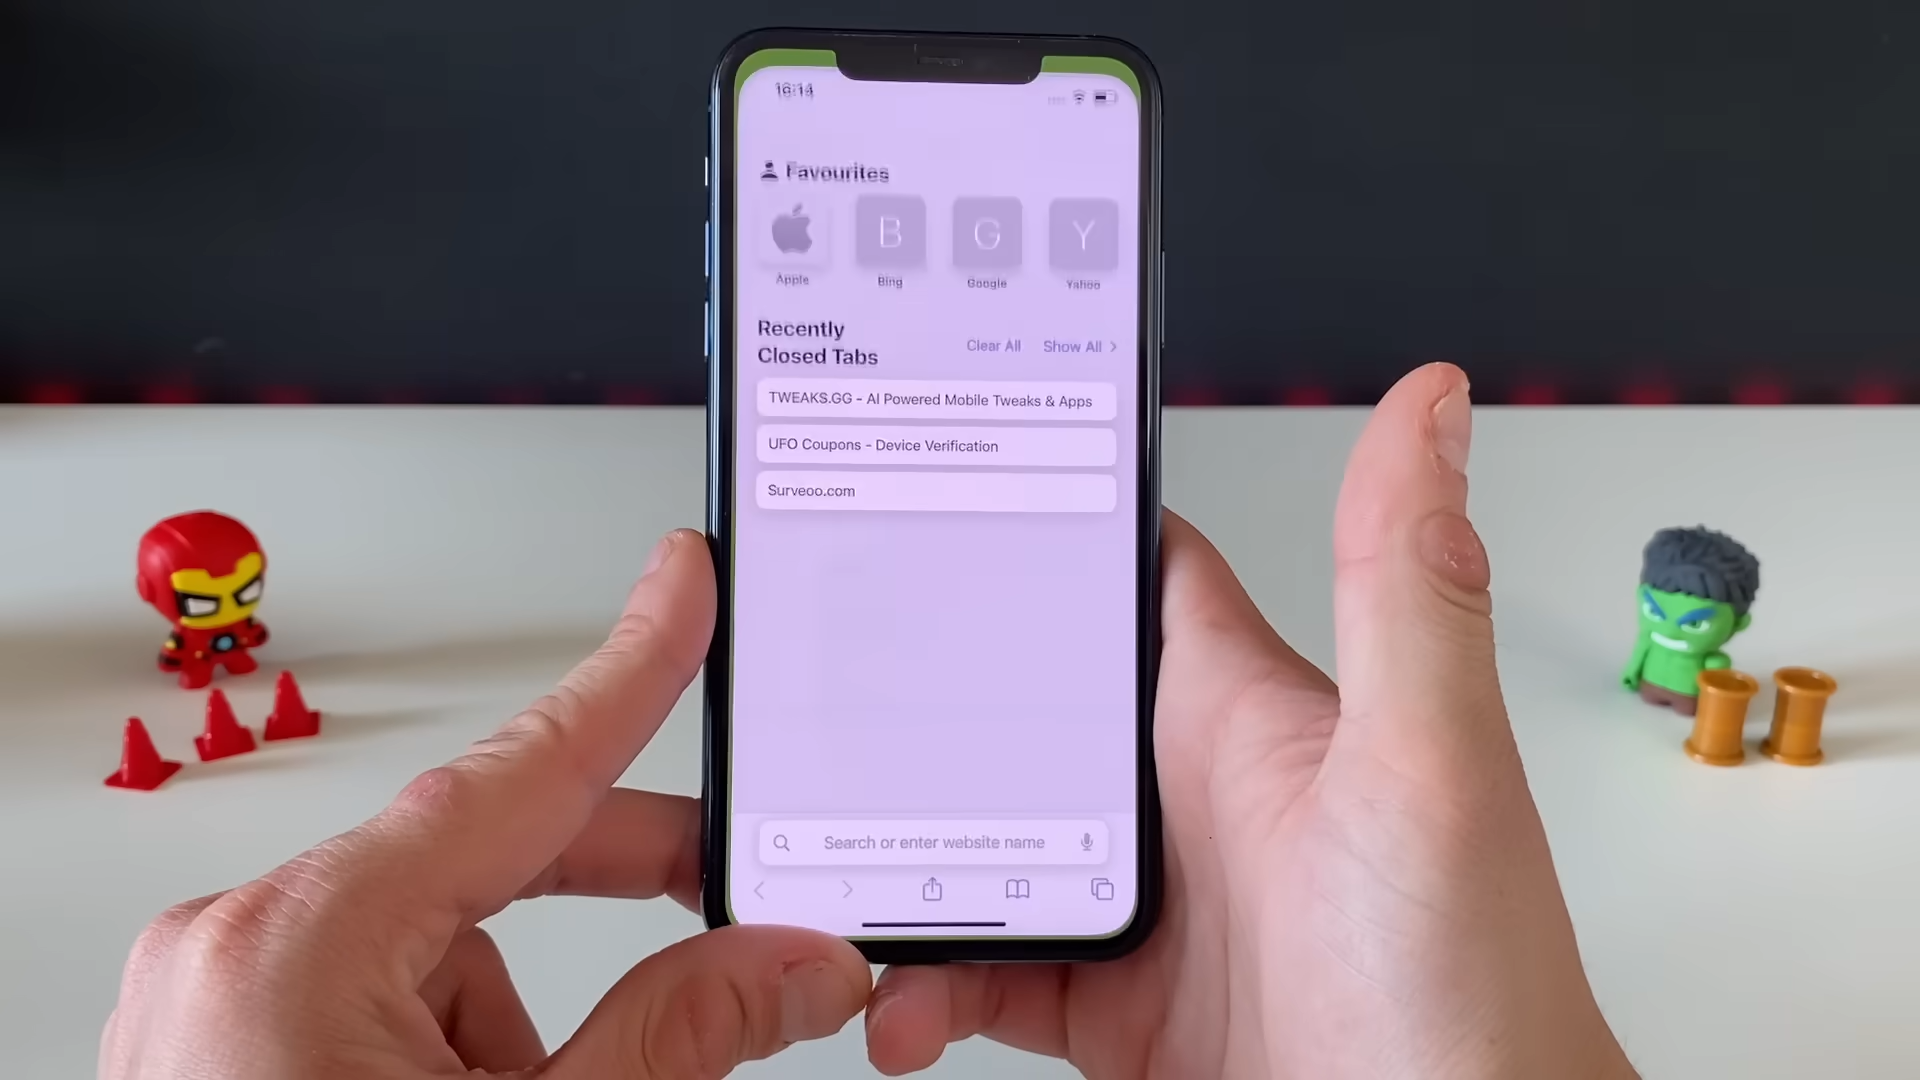 16:14
Favourites
B
G
Y
Apple
Bing
Google
Yahoo
Recently
Closed Tabs
Clear All
Show All
TWEAKS.GG - AI Powered Mobile Tweaks & Apps
UFO Coupons - Device Verification
Surveoo.com
Search or enter website name